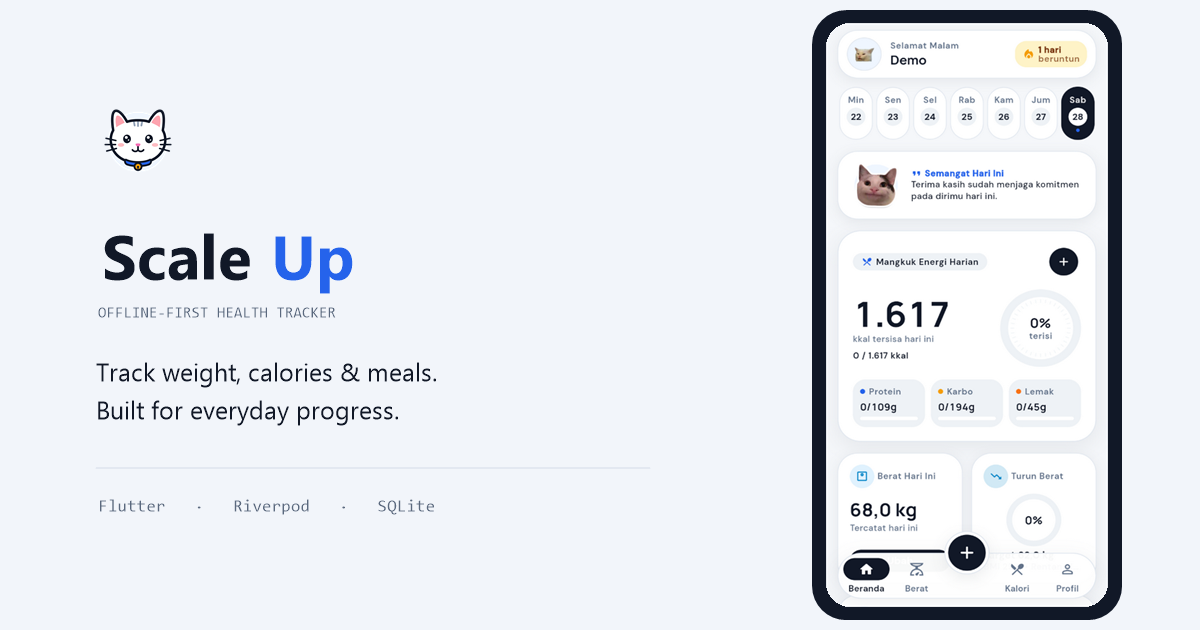 Scale Up
OFFLINE-FIRST HEALTH TRACKER
Track weight, calories & meals.
Built for everyday progress.
Flutter · Riverpod · SQLite
Selamat Malam
Demo
1 hari
beruntun
Min Sen Sel Rab Kam Jum Sab
22 23 24 25 26 27 28
Semangat Hari Ini
Terima kasih sudah menjaga komitmen
pada dirimu hari ini.
Mangkuk Energi Harian
+
1.617
kkal tersisa hari ini
0 / 1.617 kkal
0%
terisi
Protein
0/109g
Karbo
0/194g
Lemak
0/45g
Berat Hari Ini
68,0 kg
Tercatat hari ini
Turun Berat
0%
+
Beranda
Berat
Kalori
Profil